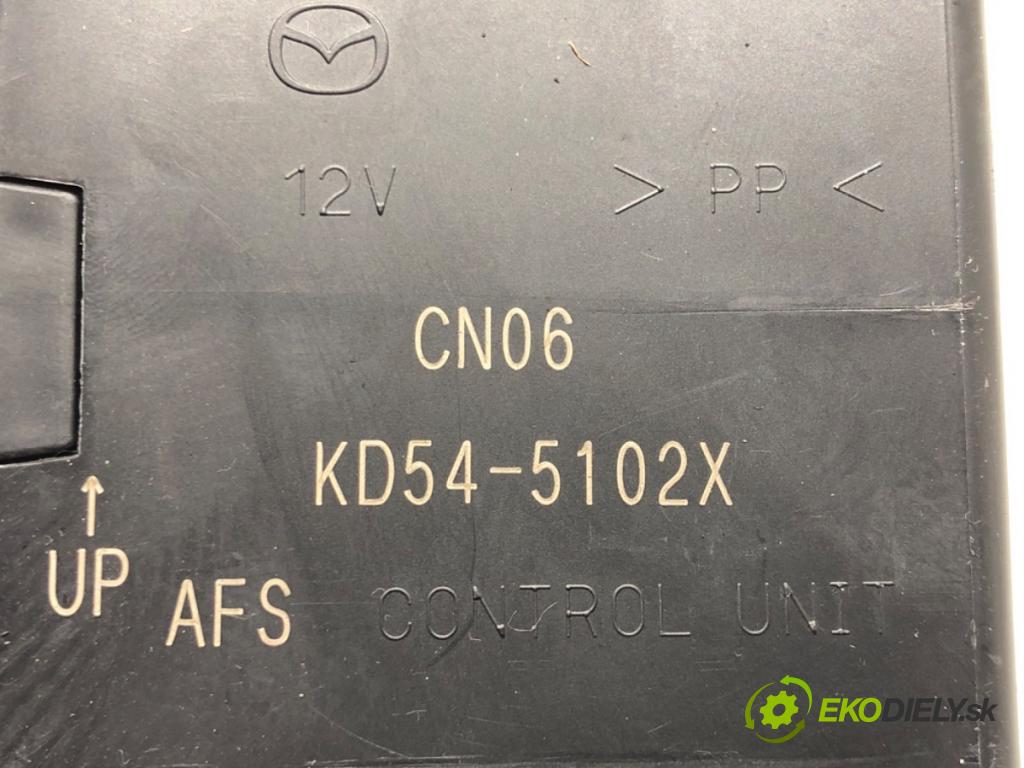 12V > PP <
CN06
KD54-5102X
↑
UP
AFS CONTROL UNIT
EKODIELY.sk